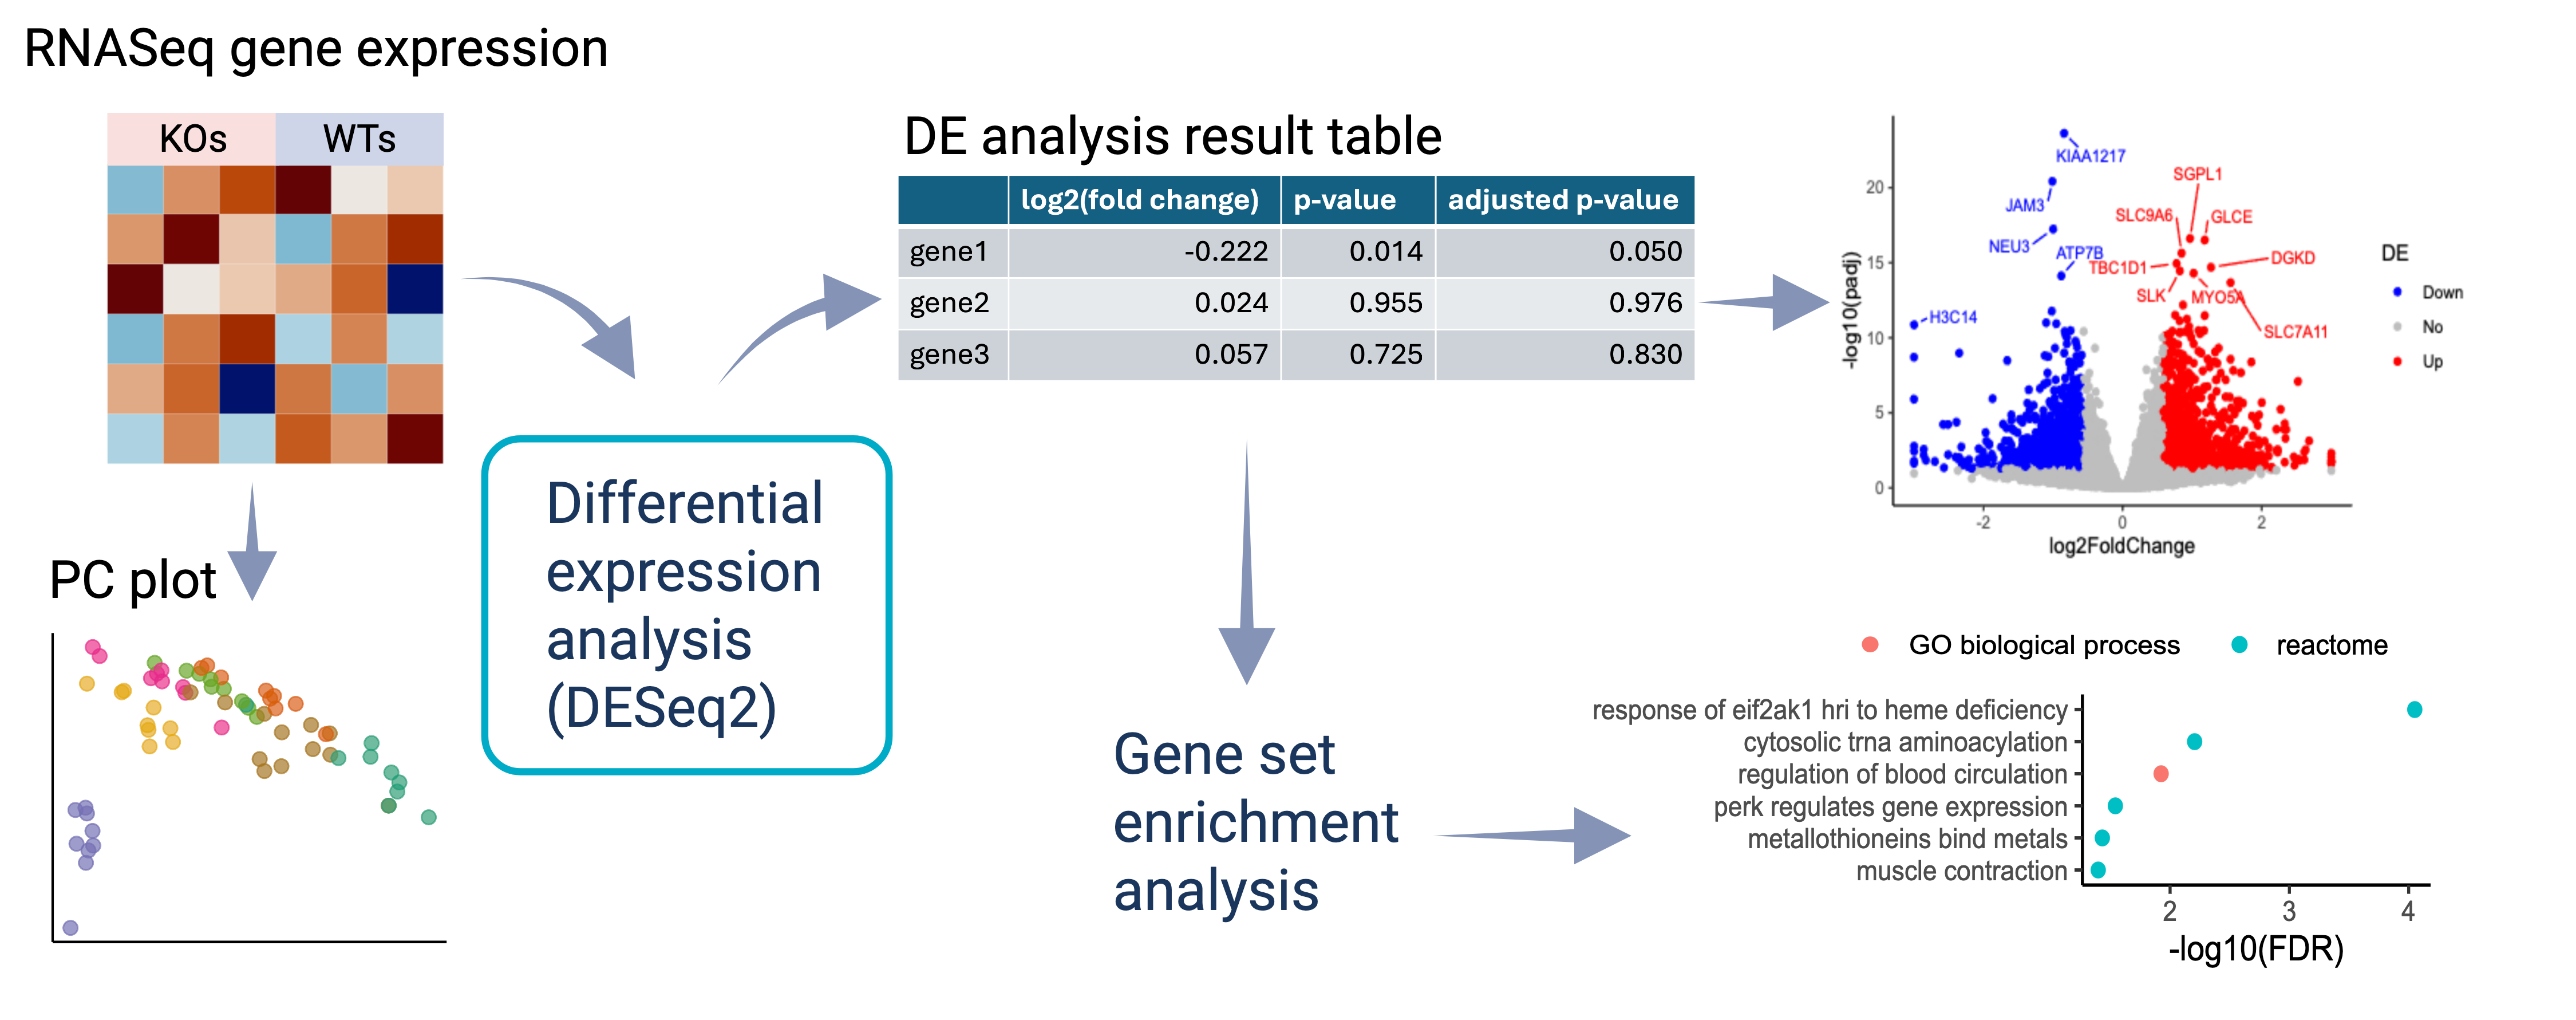 RNASeq gene expression
KOs WTs
PC plot
Differential
expression
analysis
(DESeq2)
DE analysis result table
log2(fold change) p-value adjusted p-value
gene1 -0.222 0.014 0.050
gene2 0.024 0.955 0.976
gene3 0.057 0.725 0.830
Gene set
enrichment
analysis
-log10(padj)
20
15
10
5
0
KIAA1217
JAM3
NEU3
ATP7B
H3C14
SGPL1
SLC9A6
GLCE
TBC1D1
DGKD
SLK
MYO5A
SLC7A11
-2 0 2
log2FoldChange
DE
Down
No
Up
GO biological process reactome
response of eif2ak1 hri to heme deficiency
cytosolic trna aminoacylation
regulation of blood circulation
perk regulates gene expression
metallothioneins bind metals
muscle contraction
2 3 4
-log10(FDR)